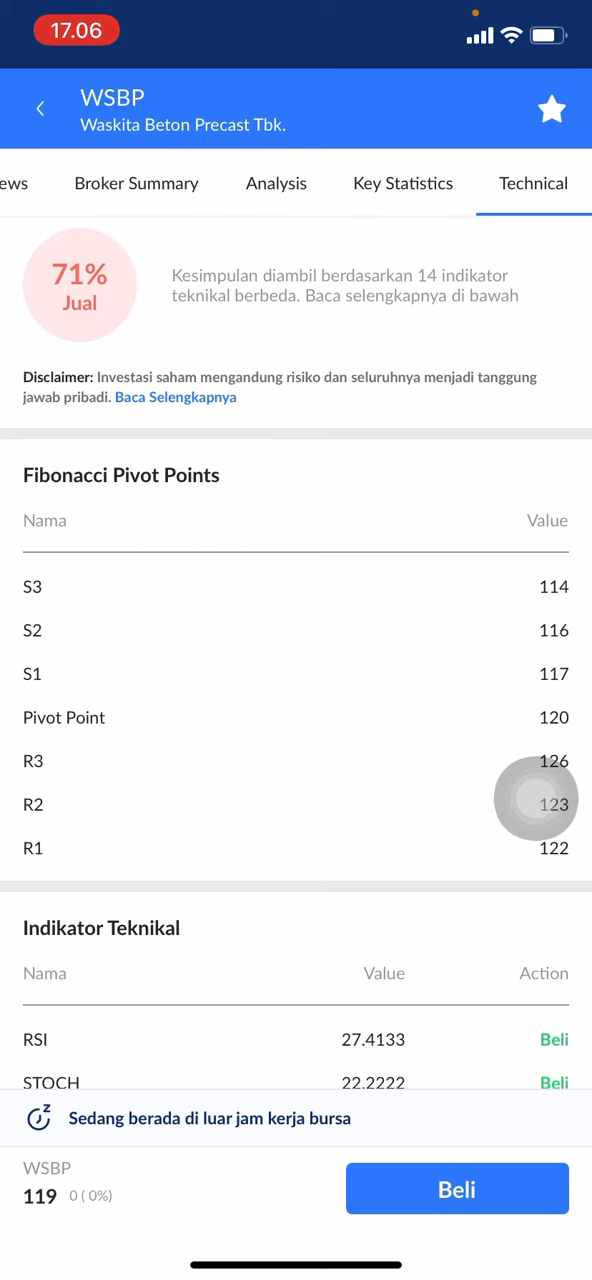 17.06
WSBP
Waskita Beton Precast Tbk.
ews Broker Summary Analysis Key Statistics Technical
71%
Jual
Kesimpulan diambil berdasarkan 14 indikator
teknikal berbeda. Baca selengkapnya di bawah
Disclaimer: Investasi saham mengandung risiko dan seluruhnya menjadi tanggung
jawab pribadi. Baca Selengkapnya
Fibonacci Pivot Points
Nama Value
S3 114
S2 116
S1 117
Pivot Point 120
R3 126
R2 123
R1 122
Indikator Teknikal
Nama Value Action
RSI 27.4133 Beli
STOCH 22.2222 Beli
Sedang berada di luar jam kerja bursa
WSBP
119 0 ( 0%)
Beli